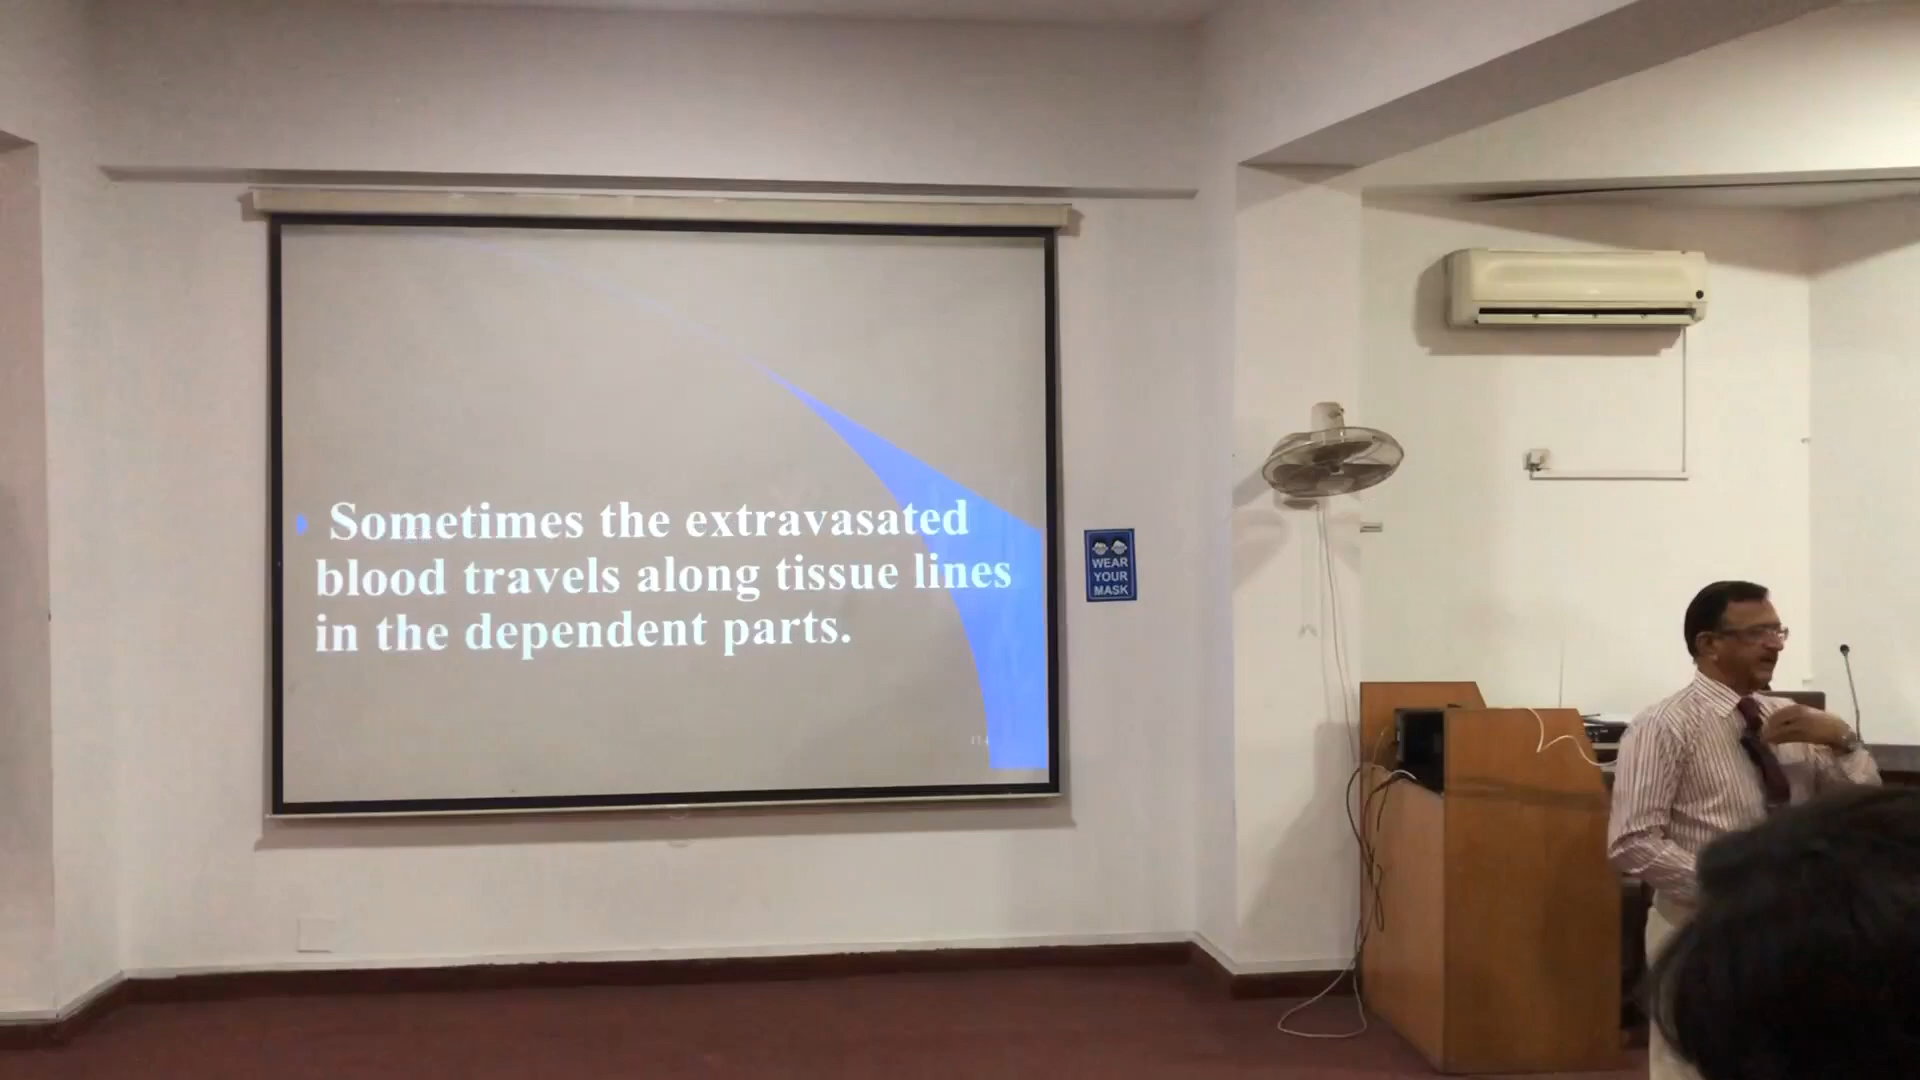 Sometimes the extravasated
blood travels along tissue lines
in the dependent parts.
WEAR
YOUR
MASK